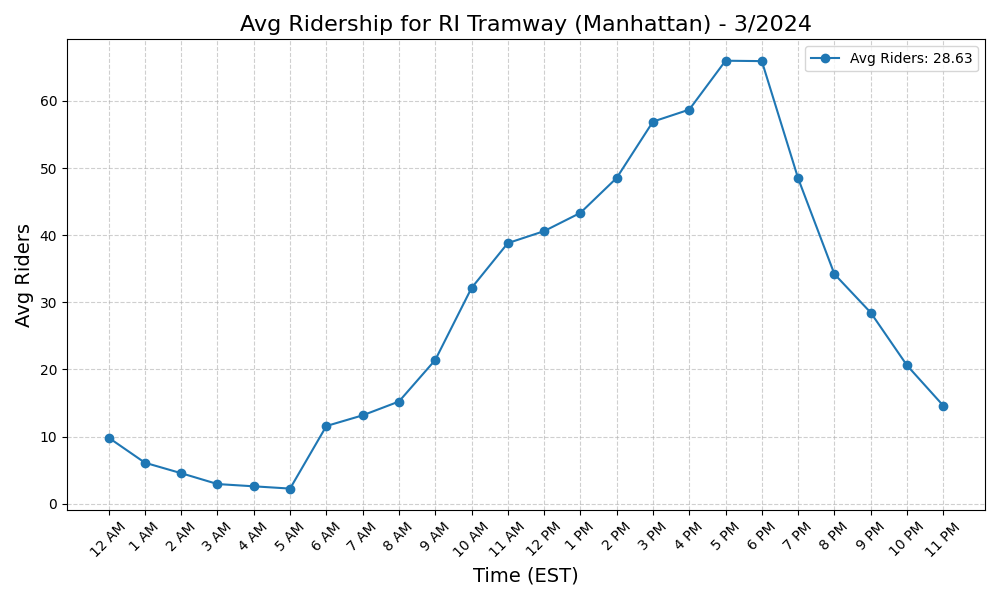 Avg Ridership for RI Tramway (Manhattan) - 3/2024
Avg Riders: 28.63
Avg Riders
60
50
40
30
20
10
0
12 AM
1 AM
2 AM
3 AM
4 AM
5 AM
6 AM
7 AM
8 AM
9 AM
10 AM
11 AM
12 PM
1 PM
2 PM
3 PM
4 PM
5 PM
6 PM
7 PM
8 PM
9 PM
10 PM
11 PM
Time (EST)